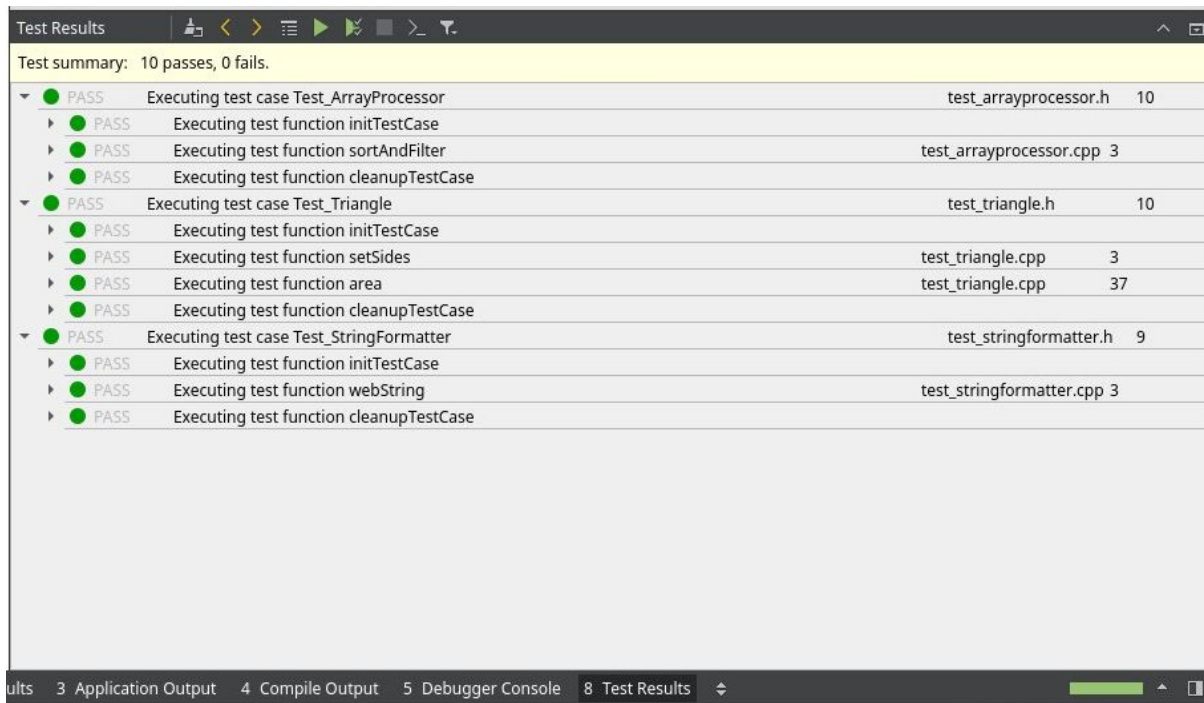 Test Results
Test summary: 10 passes, 0 fails.
PASS Executing test case Test_ArrayProcessor test_arrayprocessor.h 10
PASS Executing test function initTestCase
PASS Executing test function sortAndFilter test_arrayprocessor.cpp 3
PASS Executing test function cleanupTestCase
PASS Executing test case Test_Triangle test_triangle.h 10
PASS Executing test function initTestCase
PASS Executing test function setSides test_triangle.cpp 3
PASS Executing test function area test_triangle.cpp 37
PASS Executing test function cleanupTestCase
PASS Executing test case Test_StringFormatter test_stringformatter.h 9
PASS Executing test function initTestCase
PASS Executing test function webString test_stringformatter.cpp 3
PASS Executing test function cleanupTestCase
ults 3 Application Output 4 Compile Output 5 Debugger Console 8 Test Results